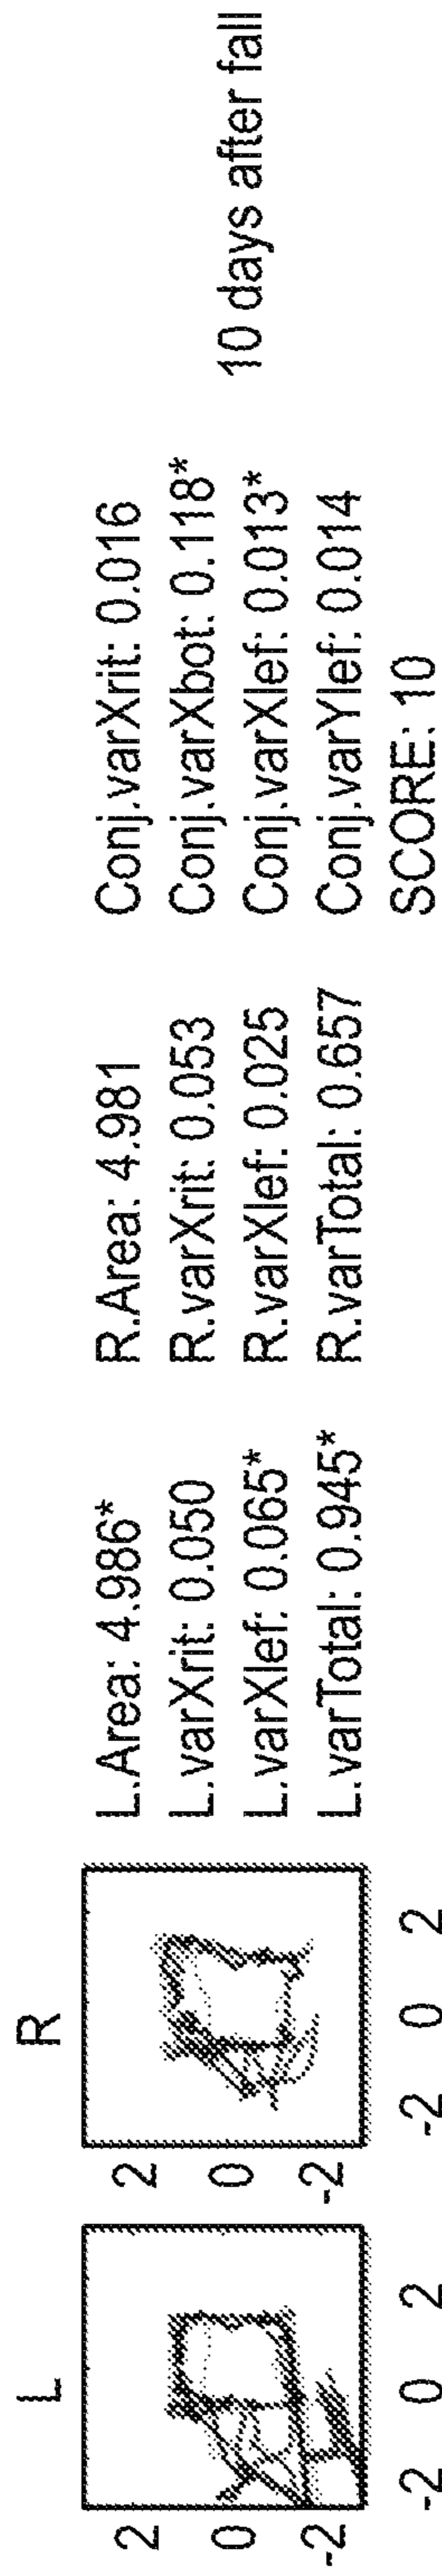 L
R
2
0
-2
-2 0 2
2
0
-2
-2 0 2
L.Area: 4.986*
L.varXrit: 0.050
L.varXlef: 0.065*
L.varTotal: 0.945*
R.Area: 4.981
R.varXrit: 0.053
R.varXlef: 0.025
R.varTotal: 0.657
Conj.varXrit: 0.016
Conj.varXbot: 0.118*
Conj.varXlef: 0.013*
Conj.varYlef: 0.014
SCORE: 10
10 days after fall